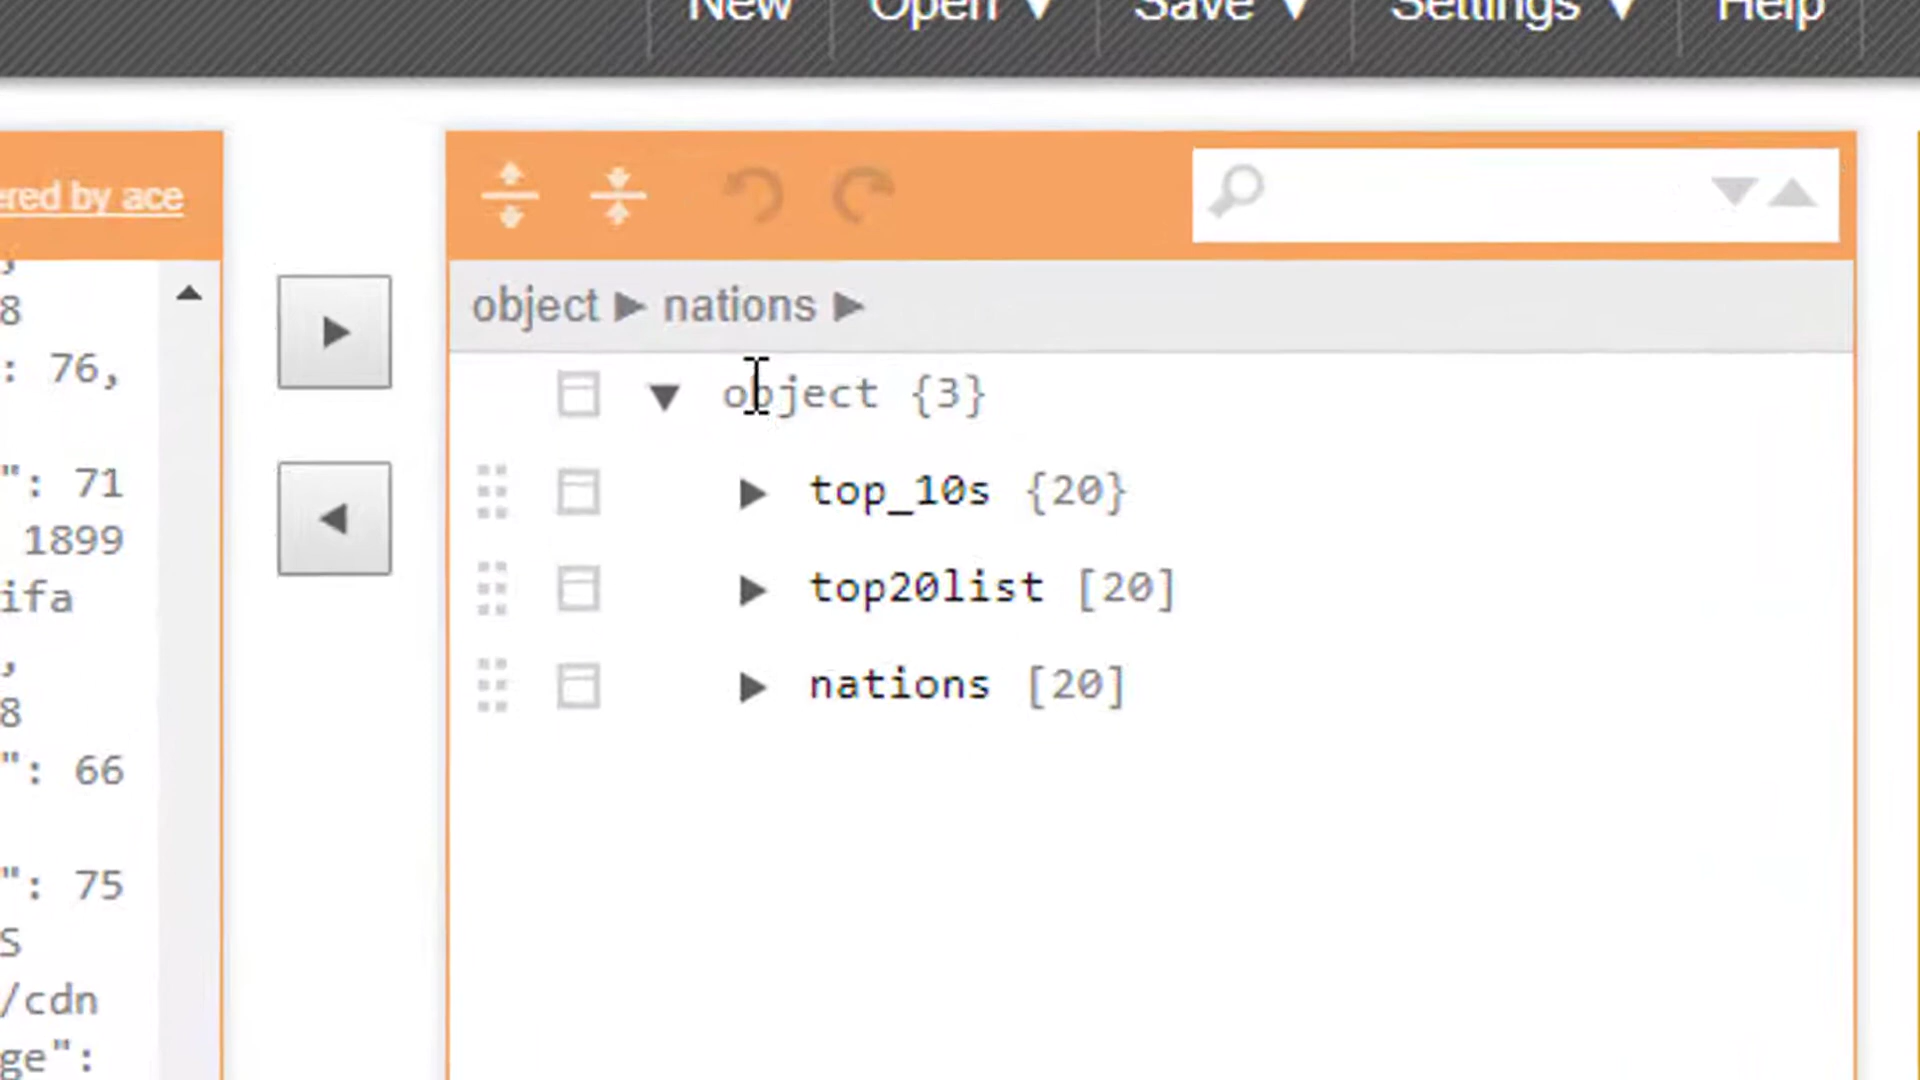 New Open ▼ Save ▼ Settings ▼ Help
ered by ace
object ▶ nations ▶
object {3}
top_10s {20}
top20list [20]
nations [20]
,
8
: 76,
": 71
1899
ifa
,
8
": 66
": 75
S
/cdn
ge":